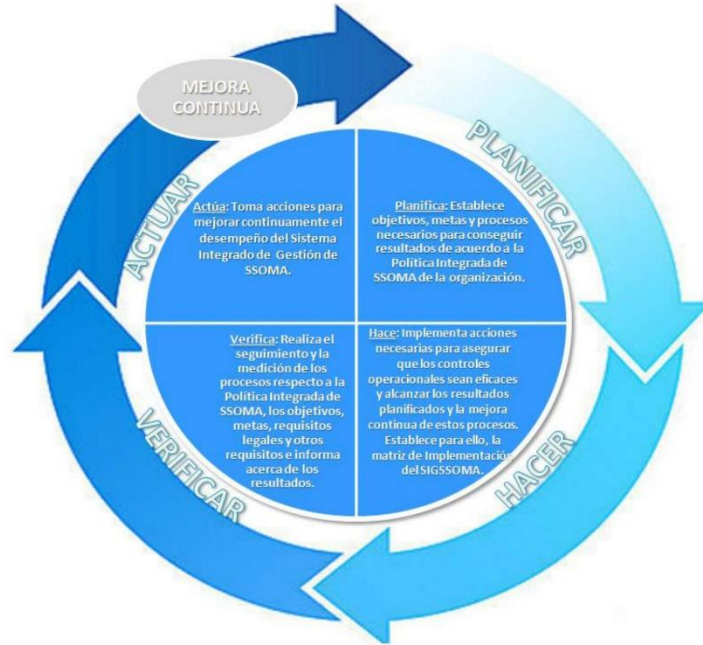 MEJORA
CONTINUA
PLANIFICAR
HACER
VERIFICAR
ACTUAR
Actúa: Toma acciones para
mejorar continuamente el
desempeño del Sistema
Integrado de Gestión de
SSOMA.
Planifica: Establece
objetivos, metas y procesos
necesarios para conseguir
resultados de acuerdo a la
Política Integrada de
SSOMA de la organización.
Verifica: Realiza el
seguimiento y la
medición de los
procesos respecto a la
Política Integrada de
SSOMA, los objetivos,
metas, requisitos
legales y otros
requisitos e informa
acerca de los
resultados.
Hace: Implementa acciones
necesarias para asegurar
que los controles
operacionales sean eficaces
y alcanzar los resultados
planificados y la mejora
continua de estos procesos.
Establece para ello, la
matriz de Implementación
del SIGSSOMA.